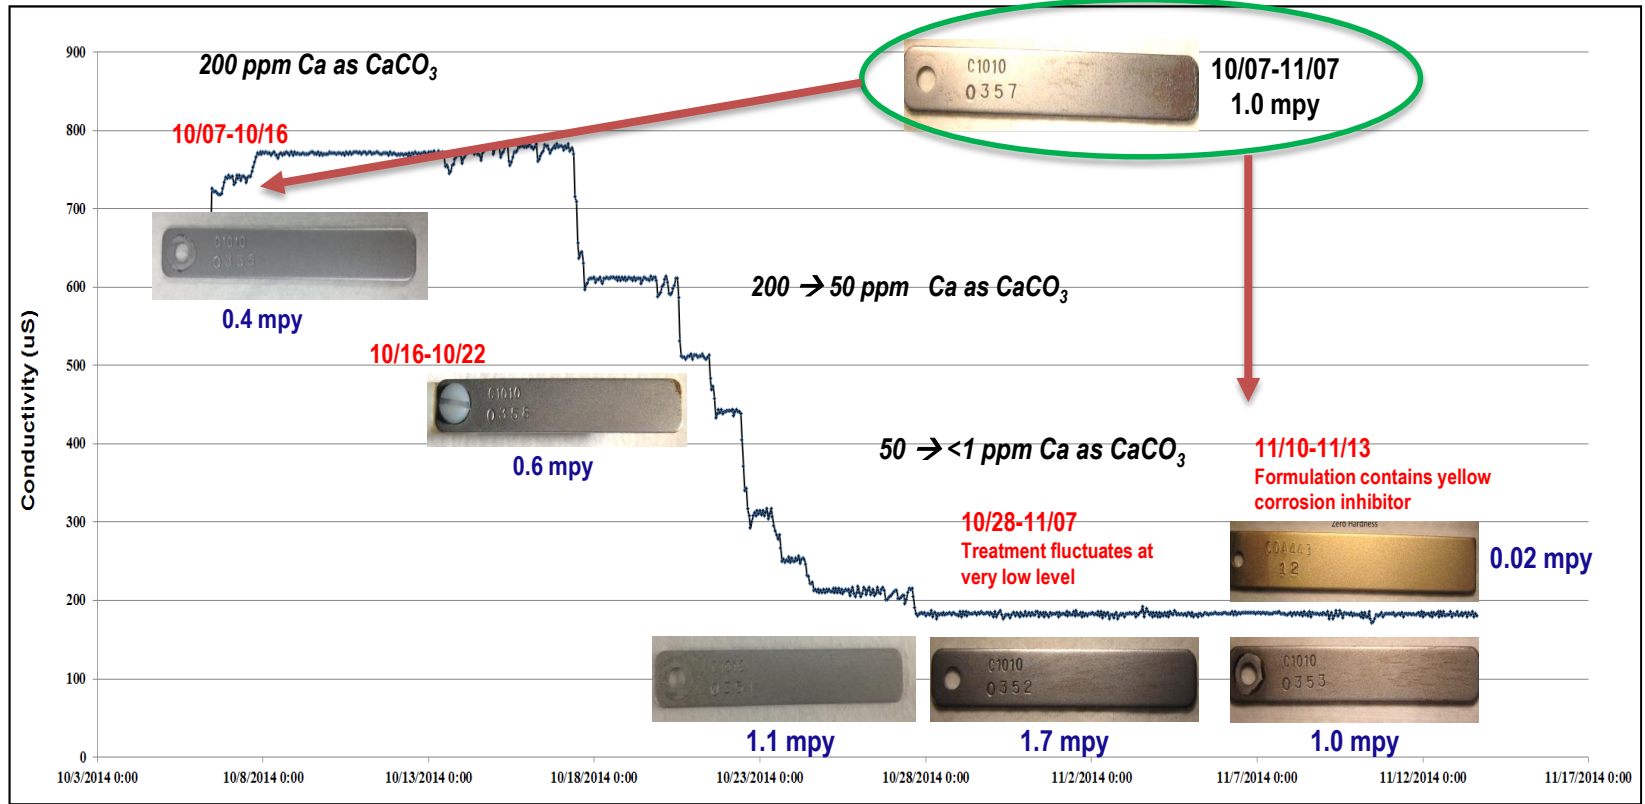 900
800
700
600
500
400
300
200
100
0
Conductivity (uS)
10/3/2014 0:00
10/8/2014 0:00
10/13/2014 0:00
10/18/2014 0:00
10/23/2014 0:00
10/28/2014 0:00
11/2/2014 0:00
11/7/2014 0:00
11/12/2014 0:00
11/17/2014 0:00
200 ppm Ca as CaCO₃
C1010
0357
10/07-11/07
1.0 mpy
10/07-10/16
C1010
0.4 mpy
200 → 50 ppm Ca as CaCO₃
10/16-10/22
C1010
0358
0.6 mpy
50 → <1 ppm Ca as CaCO₃
10/28-11/07
Treatment fluctuates at
very low level
11/10-11/13
Formulation contains yellow
corrosion inhibitor
Zero Hardness
CDA443
12
0.02 mpy
1.1 mpy
C1010
0352
1.7 mpy
C1010
0353
1.0 mpy